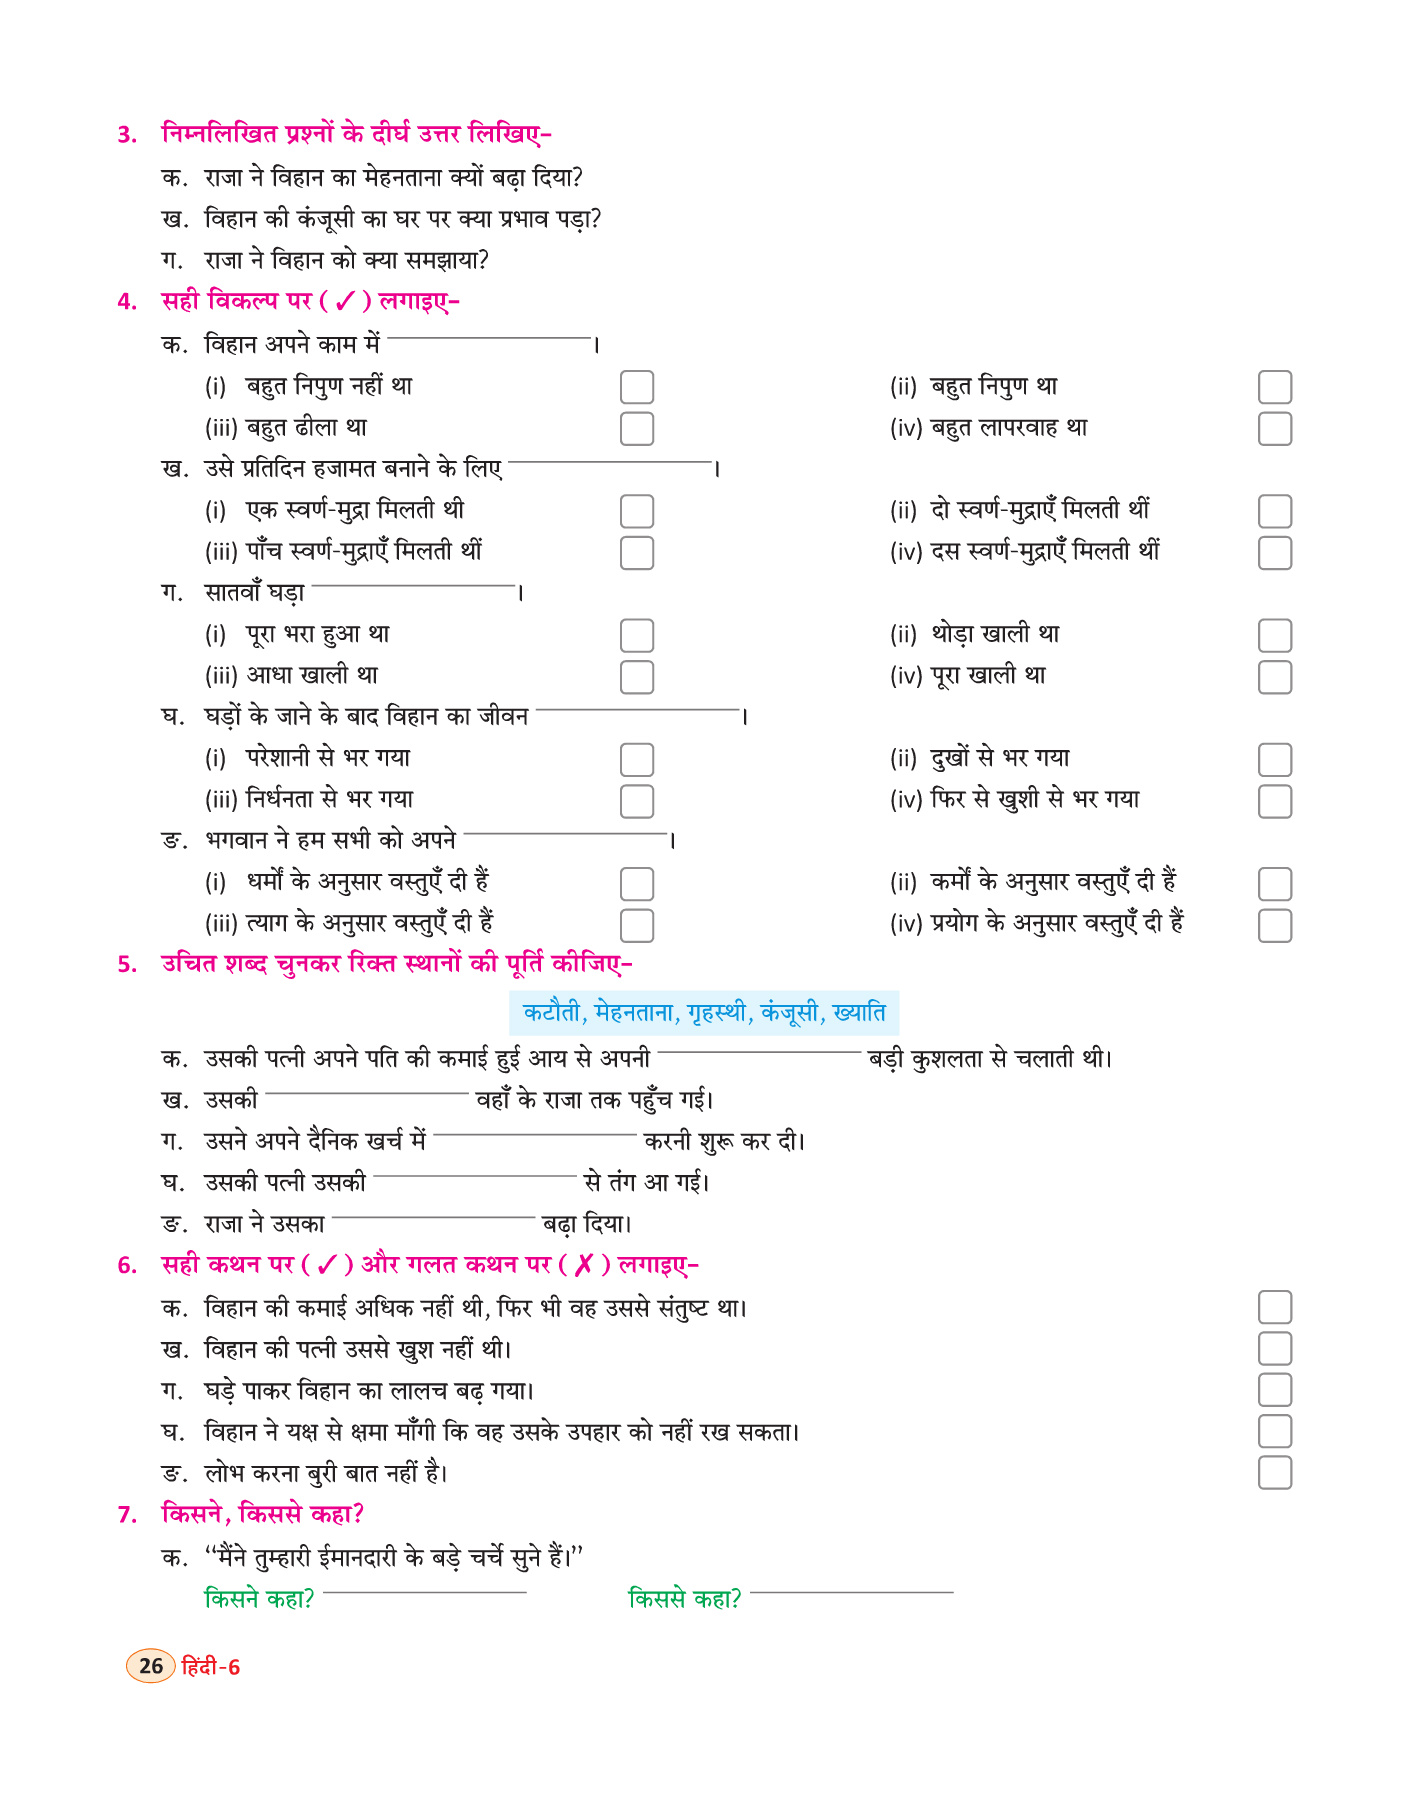 3. निम्नलिखित प्रश्नों के दीर्घ उत्तर लिखिए–
क. राजा ने विहान का मेहनताना क्यों बढ़ा दिया?
ख. विहान की कंजूसी का घर पर क्या प्रभाव पड़ा?
ग. राजा ने विहान को क्या समझाया?
4. सही विकल्प पर (✓) लगाइए–
क. विहान अपने काम में ____________ ।
(i) बहुत निपुण नहीं था (ii) बहुत निपुण था
(iii) बहुत ढीला था (iv) बहुत लापरवाह था
ख. उसे प्रतिदिन हजामत बनाने के लिए ____________ ।
(i) एक स्वर्ण-मुद्रा मिलती थी (ii) दो स्वर्ण-मुद्राएँ मिलती थीं
(iii) पाँच स्वर्ण-मुद्राएँ मिलती थीं (iv) दस स्वर्ण-मुद्राएँ मिलती थीं
ग. सातवाँ घड़ा ____________ ।
(i) पूरा भरा हुआ था (ii) थोड़ा खाली था
(iii) आधा खाली था (iv) पूरा खाली था
घ. घड़ों के जाने के बाद विहान का जीवन ____________ ।
(i) परेशानी से भर गया (ii) दुखों से भर गया
(iii) निर्धनता से भर गया (iv) फिर से खुशी से भर गया
ङ. भगवान ने हम सभी को अपने ____________ ।
(i) धर्मों के अनुसार वस्तुएँ दी हैं (ii) कर्मों के अनुसार वस्तुएँ दी हैं
(iii) त्याग के अनुसार वस्तुएँ दी हैं (iv) प्रयोग के अनुसार वस्तुएँ दी हैं
5. उचित शब्द चुनकर रिक्त स्थानों की पूर्ति कीजिए–
कटौती, मेहनताना, गृहस्थी, कंजूसी, ख्याति
क. उसकी पत्नी अपने पति की कमाई हुई आय से अपनी ____________ बड़ी कुशलता से चलाती थी।
ख. उसकी ____________ वहाँ के राजा तक पहुँच गई।
ग. उसने अपने दैनिक खर्च में ____________ करनी शुरू कर दी।
घ. उसकी पत्नी उसकी ____________ से तंग आ गई।
ङ. राजा ने उसका ____________ बढ़ा दिया।
6. सही कथन पर (✓) और गलत कथन पर (✗) लगाइए–
क. विहान की कमाई अधिक नहीं थी, फिर भी वह उससे संतुष्ट था।
ख. विहान की पत्नी उससे खुश नहीं थी।
ग. घड़े पाकर विहान का लालच बढ़ गया।
घ. विहान ने यक्ष से क्षमा माँगी कि वह उसके उपहार को नहीं रख सकता।
ङ. लोभ करना बुरी बात नहीं है।
7. किसने, किससे कहा?
क. ‘‘मैंने तुम्हारी ईमानदारी के बड़े चर्चे सुने हैं।’’
किसने कहा? ____________ किससे कहा? ____________
26 हिंदी-6